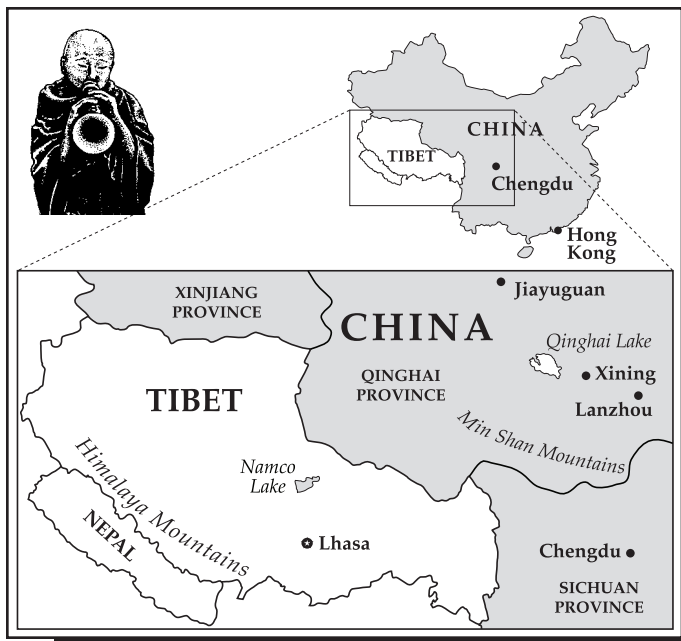 CHINA
TIBET
Chengdu
Hong
Kong
XINJIANG
PROVINCE
Jiayuguan
CHINA
Qinghai Lake
QINGHAI
PROVINCE
Xining
TIBET
Lanzhou
Min Shan Mountains
Himalaya Mountains
Namco
Lake
NEPAL
Lhasa
Chengdu
SICHUAN
PROVINCE